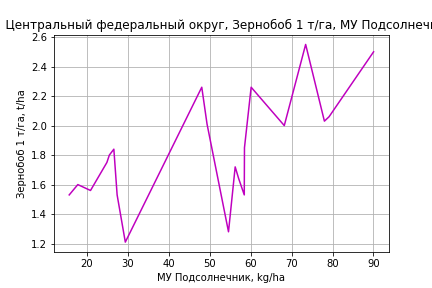 Центральный федеральный округ, Зернобоб 1 т/га, МУ Подсолнечн
2.6
2.4
2.2
2.0
1.8
1.6
1.4
1.2
Зернобоб 1 т/га, t/ha
20 30 40 50 60 70 80 90
МУ Подсолнечник, kg/ha